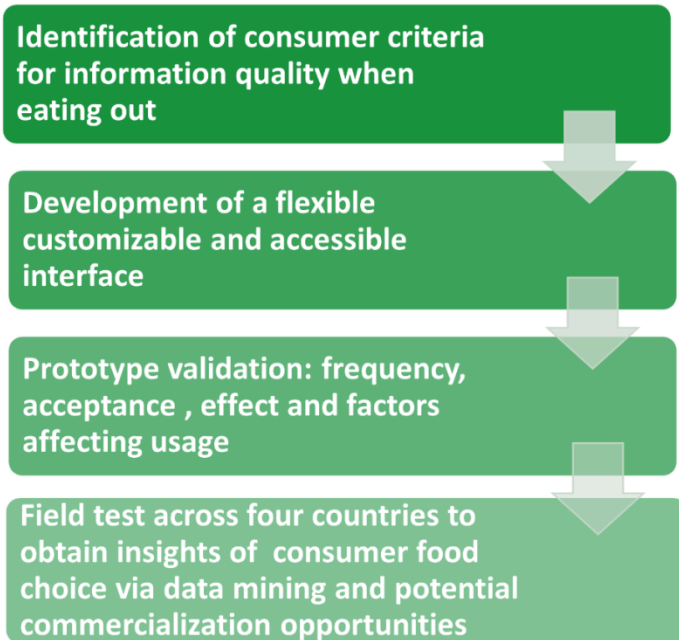 Identification of consumer criteria
for information quality when
eating out
Development of a flexible
customizable and accessible
interface
Prototype validation: frequency,
acceptance , effect and factors
affecting usage
Field test across four countries to
obtain insights of  consumer food
choice via data mining and potential
commercialization opportunities